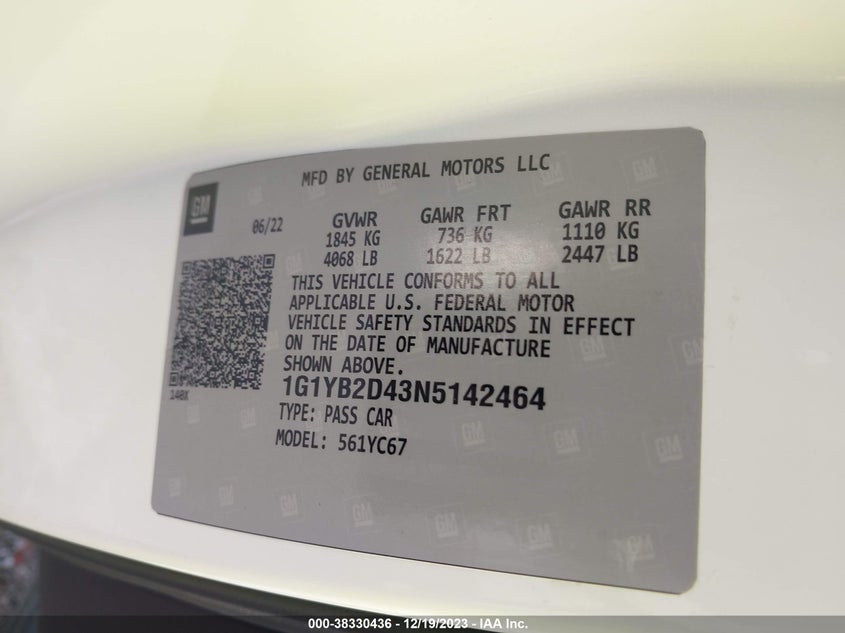 MFD BY GENERAL MOTORS LLC
GM
06/22
GVWR GAWR FRT GAWR RR
1845 KG 736 KG 1110 KG
4068 LB 1622 LB 2447 LB
THIS VEHICLE CONFORMS TO ALL
APPLICABLE U.S. FEDERAL MOTOR
VEHICLE SAFETY STANDARDS IN EFFECT
ON THE DATE OF MANUFACTURE
SHOWN ABOVE.
140X
1G1YB2D43N5142464
TYPE: PASS CAR
MODEL: 561YC67
000-38330436 - 12/19/2023 - IAA Inc.